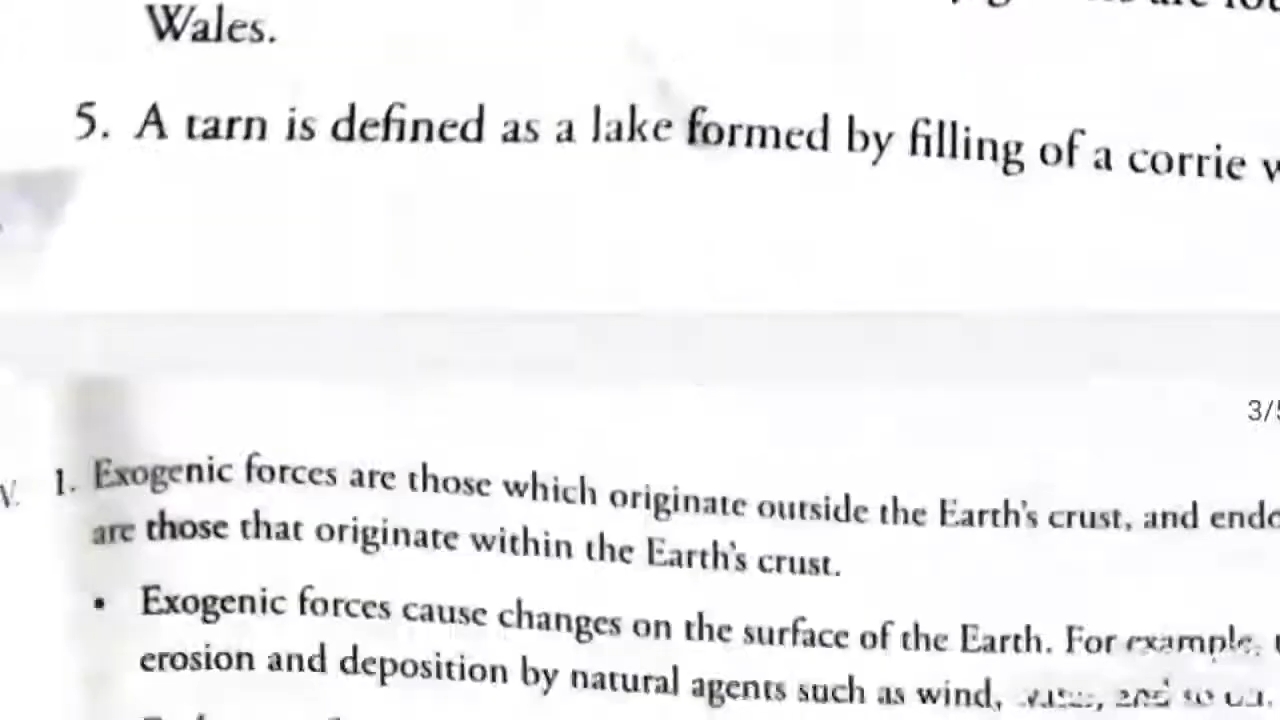 Wales.
5. A tarn is defined as a lake formed by filling of a corrie
3/5
V. 1. Exogenic forces are those which originate outside the Earth's crust, and endo
are those that originate within the Earth's crust.
• Exogenic forces cause changes on the surface of the Earth. For example,
erosion and deposition by natural agents such as wind,